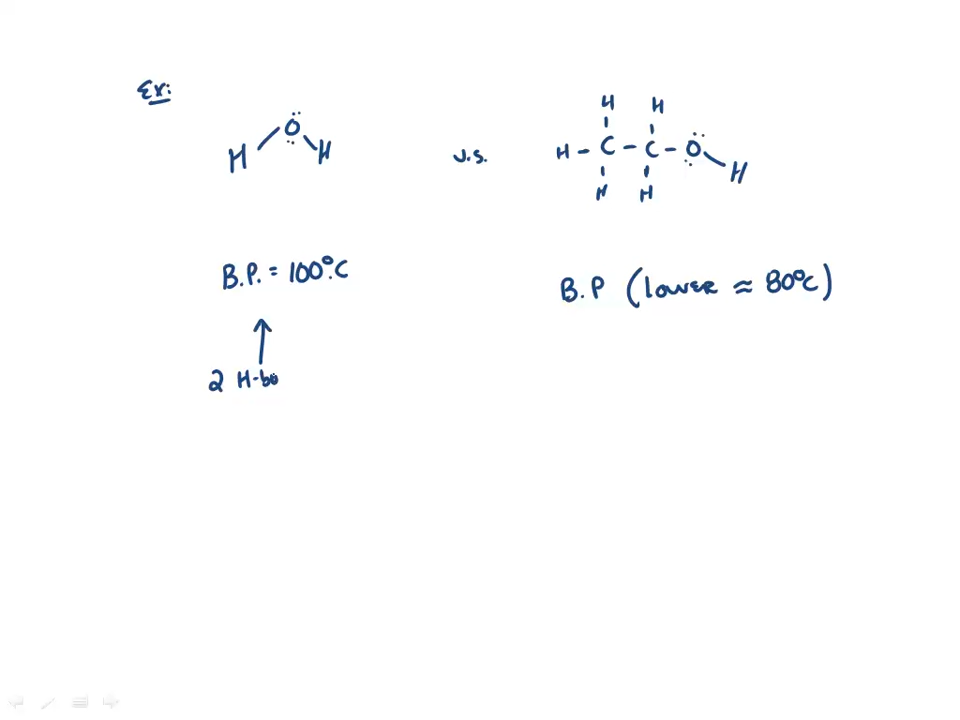 Ex:
H O H
v.s.
H H
H - C - C - O H
H H
B.P. = 100°C
B.P (lower ≈ 80°C)
2 H-bo